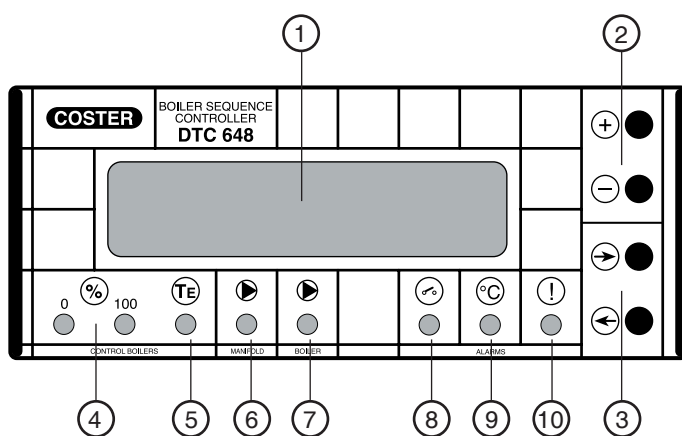 1
2
COSTER
BOILER SEQUENCE
CONTROLLER
DTC 648
+
−
→
←
0 % 100
TE
°C
!
CONTROL BOILERS
MANIFOLD
BOILER
ALARMS
4
5
6
7
8
9
10
3